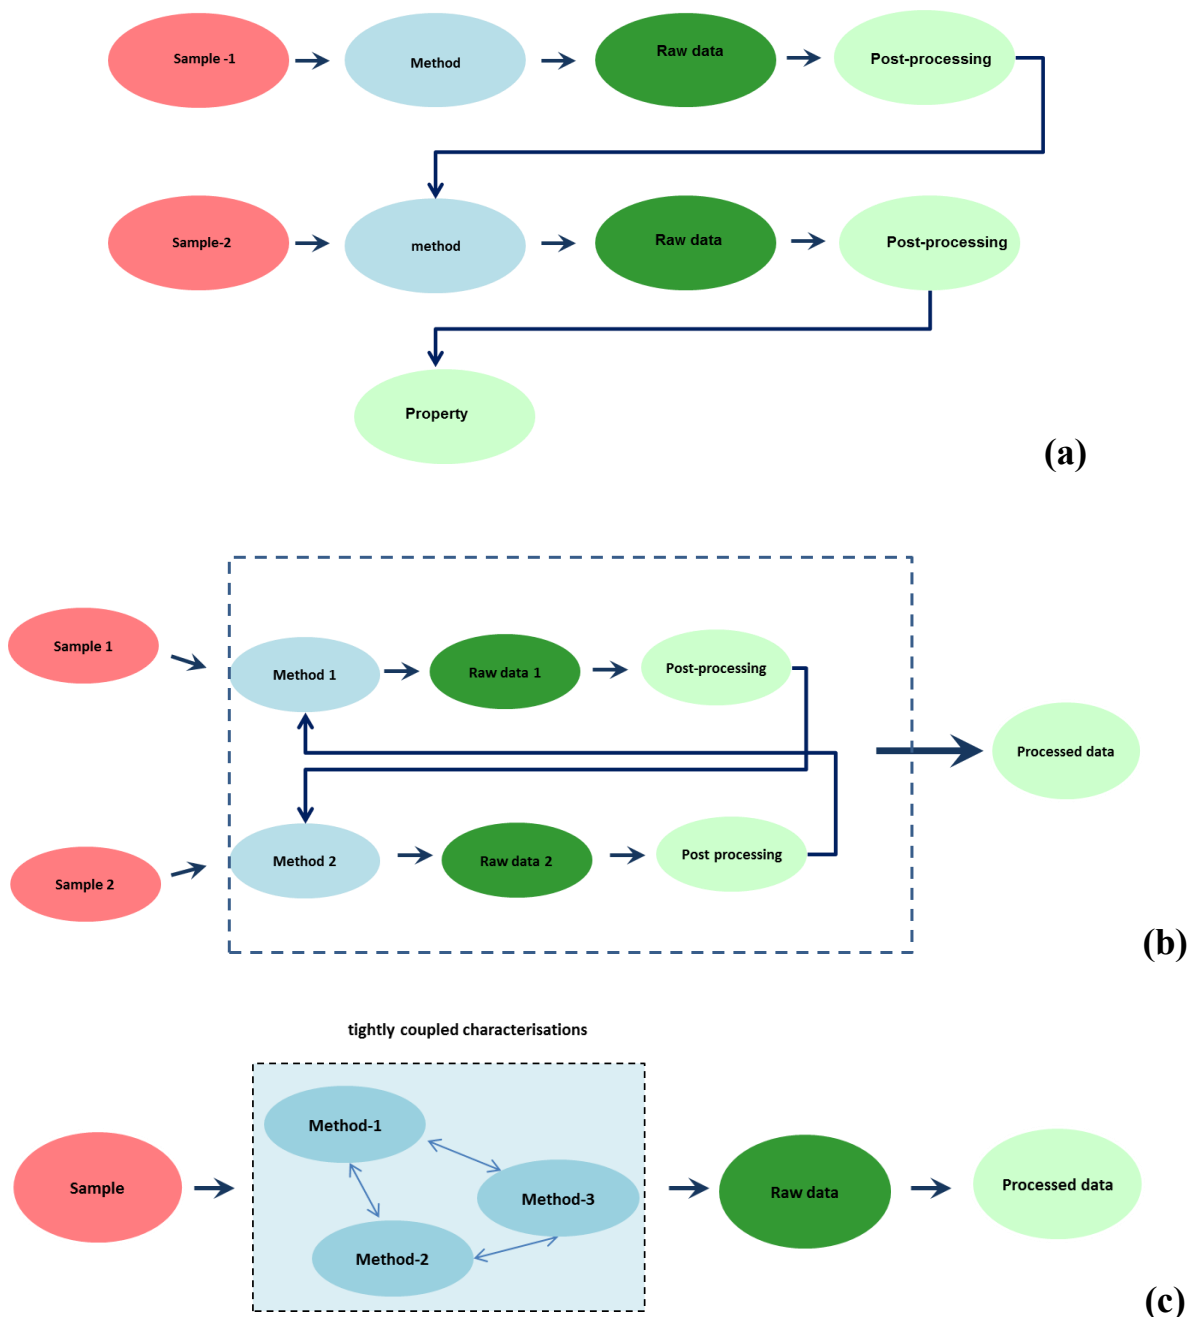 Sample -1
Method
Raw data
Post-processing
Sample-2
method
Raw data
Post-processing
Property
(a)
Sample 1
Method 1
Raw data 1
Post-processing
Processed data
Sample 2
Method 2
Raw data 2
Post processing
(b)
tightly coupled characterisations
Sample
Method-1
Method-3
Method-2
Raw data
Processed data
(c)